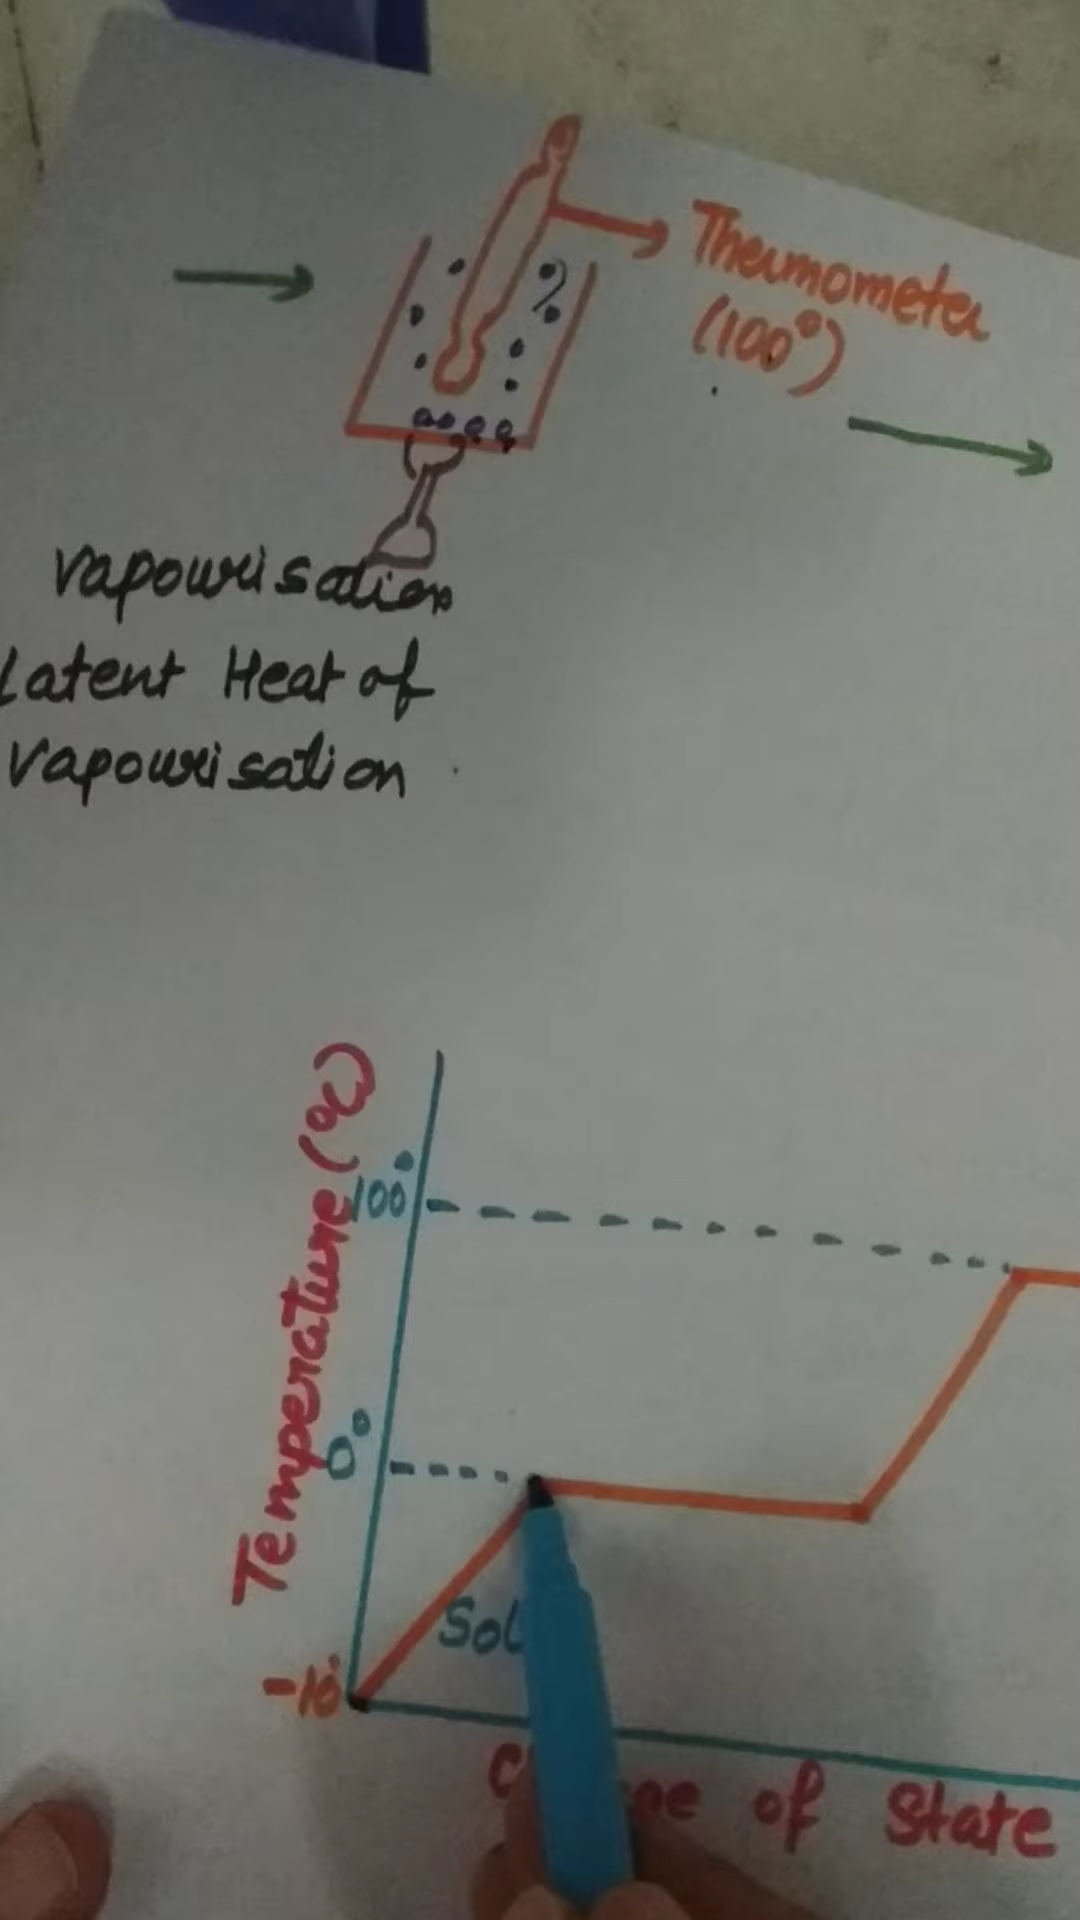 Thermometer
(100°)
Vapourisation
Latent Heat of
Vapourisation
Temperature (°C)
100°
0°
Sol
-10°
of State